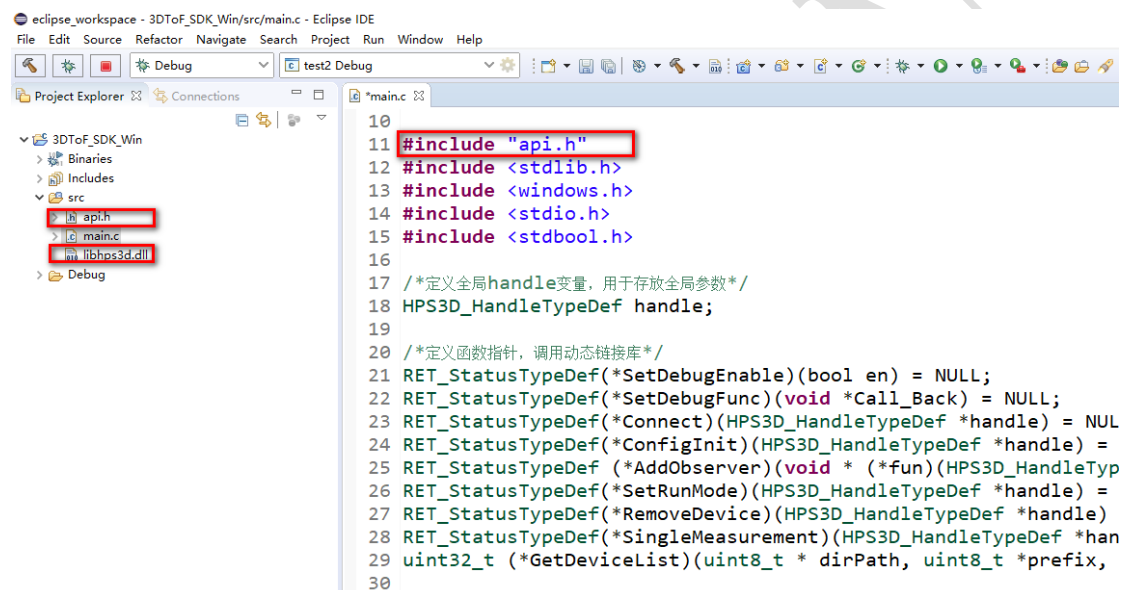 eclipse_workspace - 3DToF_SDK_Win/src/main.c - Eclipse IDE
File Edit Source Refactor Navigate Search Project Run Window Help
Debug
test2 Debug
Project Explorer
Connections
*main.c
3DToF_SDK_Win
Binaries
Includes
src
api.h
main.c
libhps3d.dll
Debug
10
11 #include "api.h"
12 #include <stdlib.h>
13 #include <windows.h>
14 #include <stdio.h>
15 #include <stdbool.h>
16
17 /*定义全局handle变量，用于存放全局参数*/
18 HPS3D_HandleTypeDef handle;
19
20 /*定义函数指针，调用动态链接库*/
21 RET_StatusTypeDef(*SetDebugEnable)(bool en) = NULL;
22 RET_StatusTypeDef(*SetDebugFunc)(void *Call_Back) = NULL;
23 RET_StatusTypeDef(*Connect)(HPS3D_HandleTypeDef *handle) = NUL
24 RET_StatusTypeDef(*ConfigInit)(HPS3D_HandleTypeDef *handle) =
25 RET_StatusTypeDef (*AddObserver)(void * (*fun)(HPS3D_HandleTyp
26 RET_StatusTypeDef(*SetRunMode)(HPS3D_HandleTypeDef *handle) =
27 RET_StatusTypeDef(*RemoveDevice)(HPS3D_HandleTypeDef *handle)
28 RET_StatusTypeDef(*SingleMeasurement)(HPS3D_HandleTypeDef *han
29 uint32_t (*GetDeviceList)(uint8_t * dirPath, uint8_t *prefix,
30